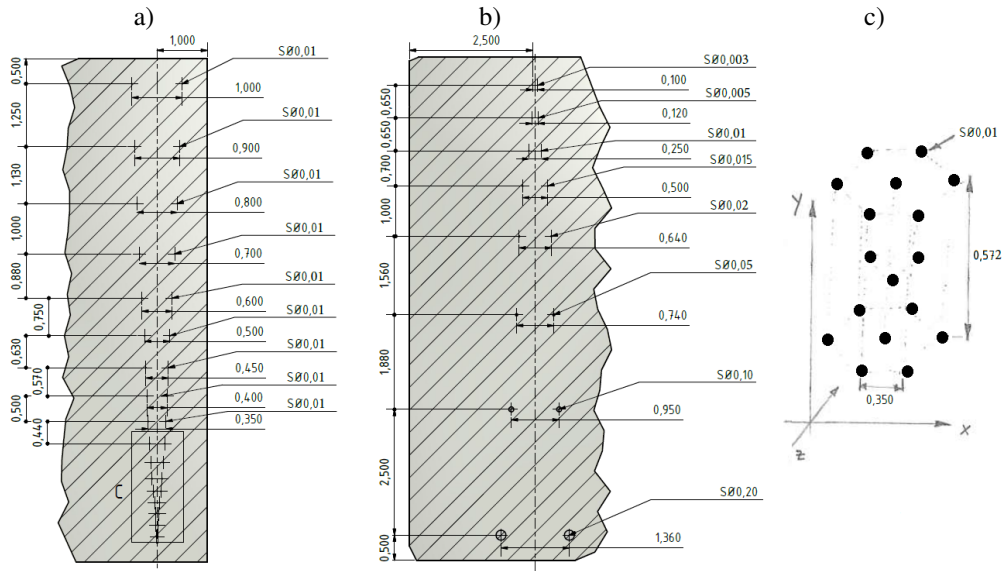 a)
b)
c)
1,000
SØ0,01
1,000
SØ0,01
0,900
SØ0,01
0,800
SØ0,01
0,700
SØ0,01
0,600
SØ0,01
0,500
SØ0,01
0,450
SØ0,01
0,400
SØ0,01
0,350
0,500
1,250
1,130
1,000
0,880
0,750
0,630
0,570
0,500
0,440
C
2,500
SØ0,003
0,100
SØ0,005
0,120
SØ0,01
0,250
SØ0,015
0,500
SØ0,02
0,640
SØ0,05
0,740
SØ0,10
0,950
SØ0,20
1,360
0,650
0,650
0,700
1,000
1,560
1,880
2,500
0,500
SØ0,01
Y
0,572
0,350
X
Z